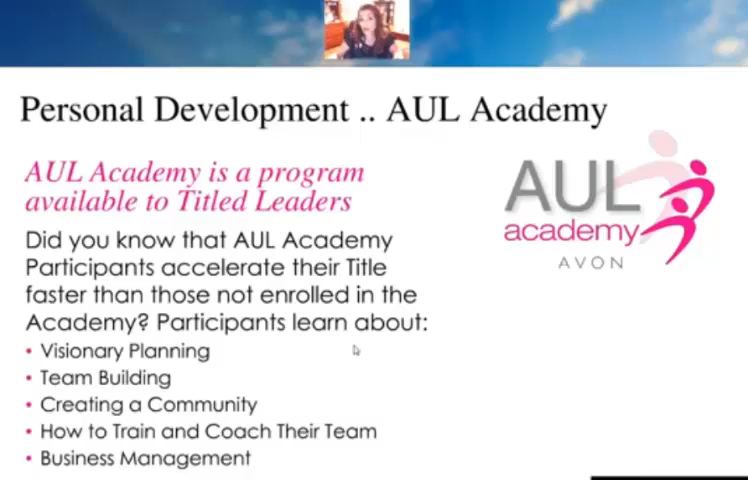 Personal Development .. AUL Academy
AUL Academy is a program
available to Titled Leaders
Did you know that AUL Academy
Participants accelerate their Title
faster than those not enrolled in the
Academy? Participants learn about:
• Visionary Planning
• Team Building
• Creating a Community
• How to Train and Coach Their Team
• Business Management
AUL
academy
AVON